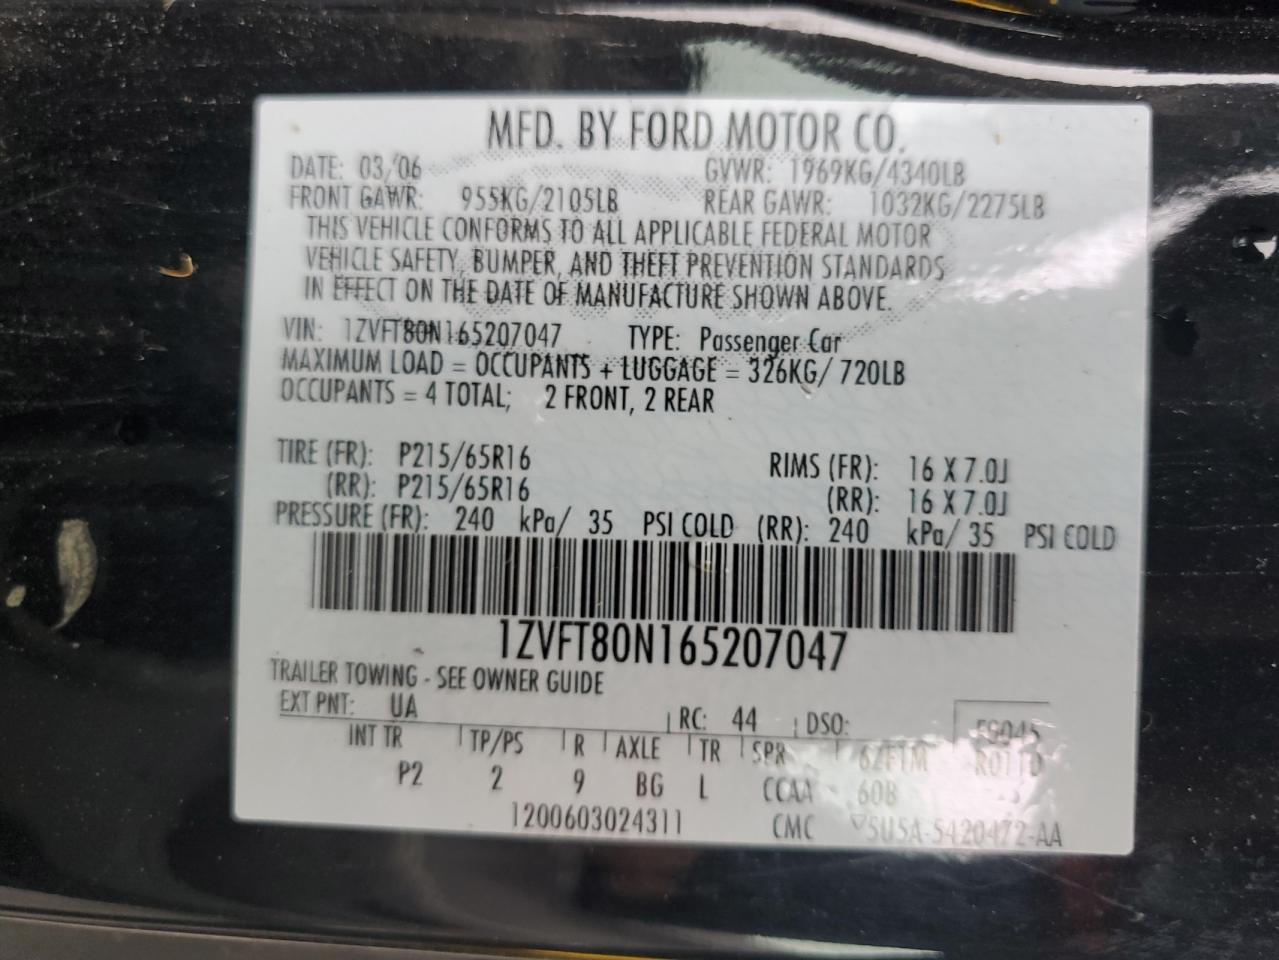 MFD. BY FORD MOTOR CO.
DATE: 03/06 GVWR: 1969KG/4340LB
FRONT GAWR: 955KG/2105LB REAR GAWR: 1032KG/2275LB
THIS VEHICLE CONFORMS TO ALL APPLICABLE FEDERAL MOTOR
VEHICLE SAFETY, BUMPER, AND THEFT PREVENTION STANDARDS
IN EFFECT ON THE DATE OF MANUFACTURE SHOWN ABOVE.
VIN: 1ZVFT80N165207047 TYPE: Passenger Car
MAXIMUM LOAD = OCCUPANTS + LUGGAGE = 326KG/ 720LB
OCCUPANTS = 4 TOTAL; 2 FRONT, 2 REAR
TIRE (FR): P215/65R16 RIMS (FR): 16 X 7.0J
(RR): P215/65R16 (RR): 16 X 7.0J
PRESSURE (FR): 240 kPa/ 35 PSI COLD (RR): 240 kPa/ 35 PSI COLD
1ZVFT80N165207047
TRAILER TOWING - SEE OWNER GUIDE
EXT PNT: UA RC: 44 DSO:
INT TR TP/PS R AXLE TR SPR
P2 2 9 BG L CCAA 60B
1200603024311 CMC